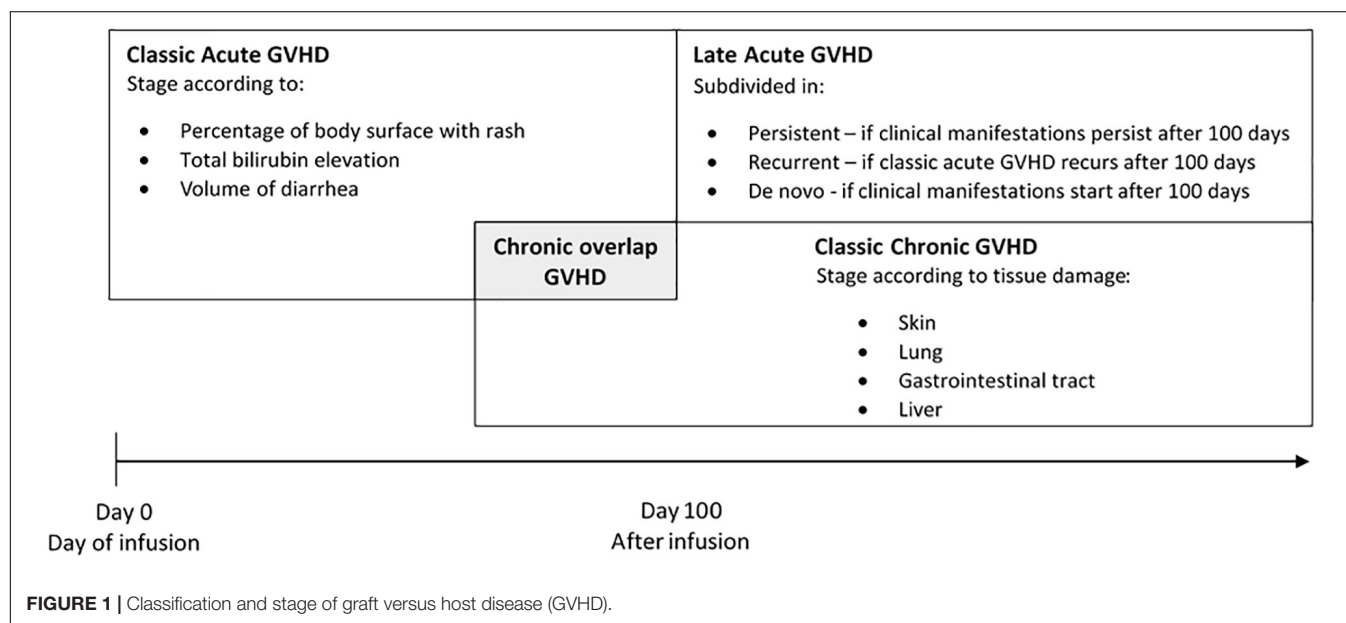 Classic Acute GVHD
Stage according to:
• Percentage of body surface with rash
• Total bilirubin elevation
• Volume of diarrhea
Late Acute GVHD
Subdivided in:
• Persistent – if clinical manifestations persist after 100 days
• Recurrent – if classic acute GVHD recurs after 100 days
• De novo - if clinical manifestations start after 100 days
Chronic overlap
GVHD
Classic Chronic GVHD
Stage according to tissue damage:
• Skin
• Lung
• Gastrointestinal tract
• Liver
Day 0
Day of infusion
Day 100
After infusion
FIGURE 1 | Classification and stage of graft versus host disease (GVHD).